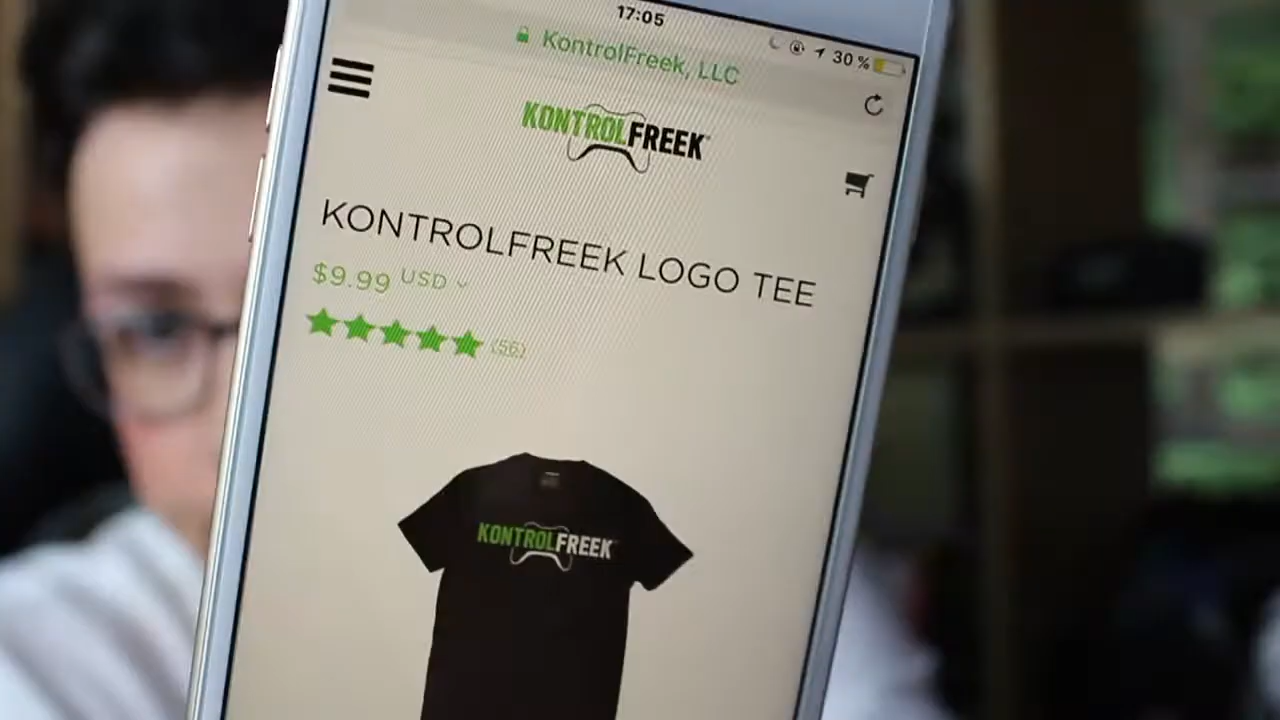 17:05
30 %
KontrolFreek, LLC
KONTROLFREEK
KONTROLFREEK LOGO TEE
$9.99 USD
(56)
KONTROLFREEK